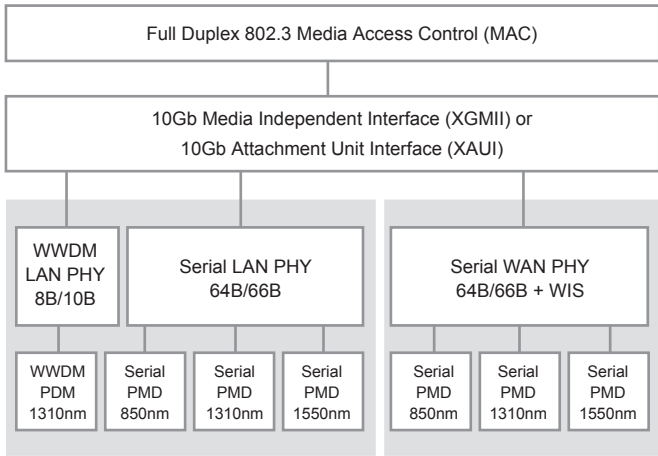 Full Duplex 802.3 Media Access Control (MAC)
10Gb Media Independent Interface (XGMII) or
10Gb Attachment Unit Interface (XAUI)
WWDM
LAN PHY
8B/10B
Serial LAN PHY
64B/66B
Serial WAN PHY
64B/66B + WIS
WWDM
PDM
1310nm
Serial
PMD
850nm
Serial
PMD
1310nm
Serial
PMD
1550nm
Serial
PMD
850nm
Serial
PMD
1310nm
Serial
PMD
1550nm